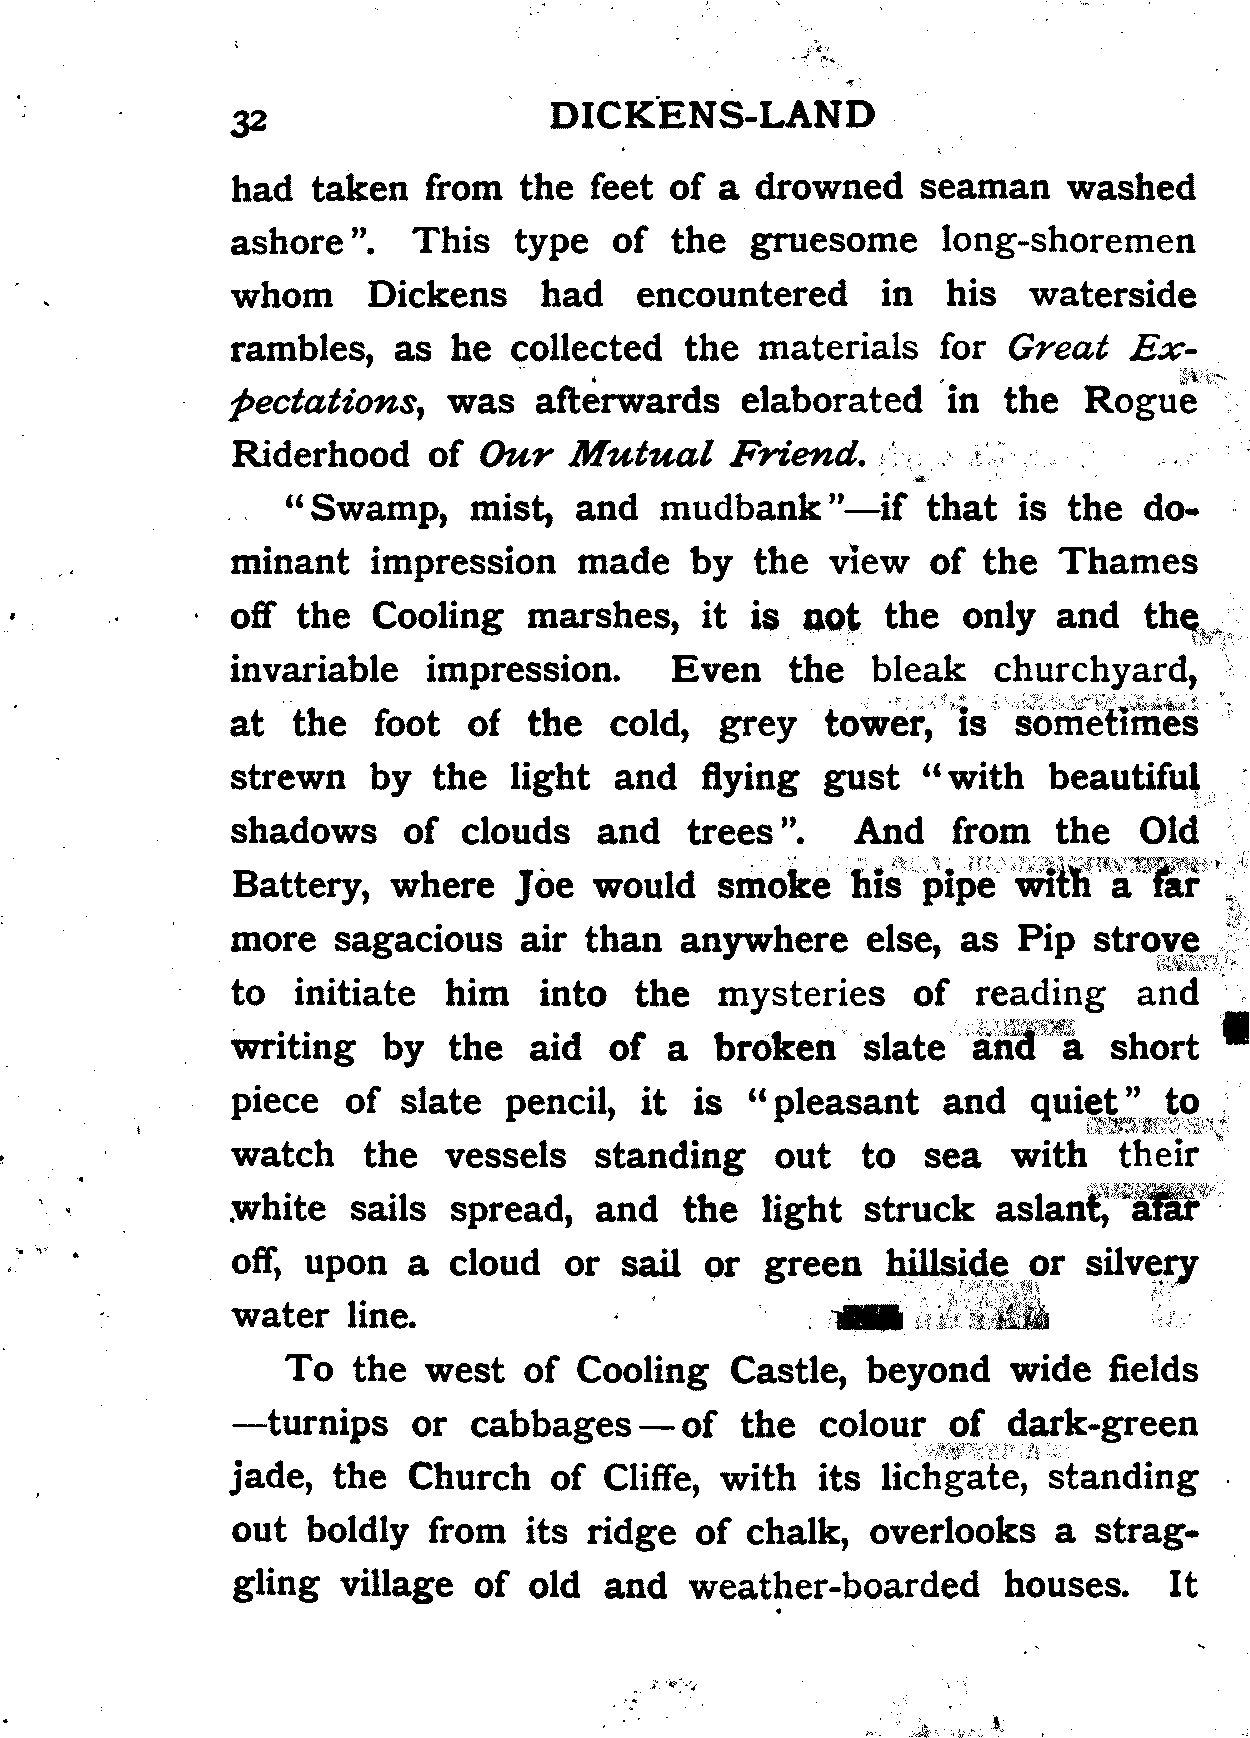 32 DICKENS-LAND
had taken from the feet of a drowned seaman washed
ashore". This type of the gruesome long-shoremen
whom Dickens had encountered in his waterside
rambles, as he collected the materials for Great Ex-
pectations, was afterwards elaborated in the Rogue
Riderhood of Our Mutual Friend.
"Swamp, mist, and mudbank"—if that is the do-
minant impression made by the view of the Thames
off the Cooling marshes, it is not the only and the
invariable impression. Even the bleak churchyard,
at the foot of the cold, grey tower, is sometimes
strewn by the light and flying gust "with beautiful
shadows of clouds and trees". And from the Old
Battery, where Joe would smoke his pipe with a far
more sagacious air than anywhere else, as Pip strove
to initiate him into the mysteries of reading and
writing by the aid of a broken slate and a short
piece of slate pencil, it is "pleasant and quiet" to
watch the vessels standing out to sea with their
white sails spread, and the light struck aslant, afar
off, upon a cloud or sail or green hillside or silvery
water line.
To the west of Cooling Castle, beyond wide fields
—turnips or cabbages—of the colour of dark-green
jade, the Church of Cliffe, with its lichgate, standing
out boldly from its ridge of chalk, overlooks a strag-
gling village of old and weather-boarded houses. It